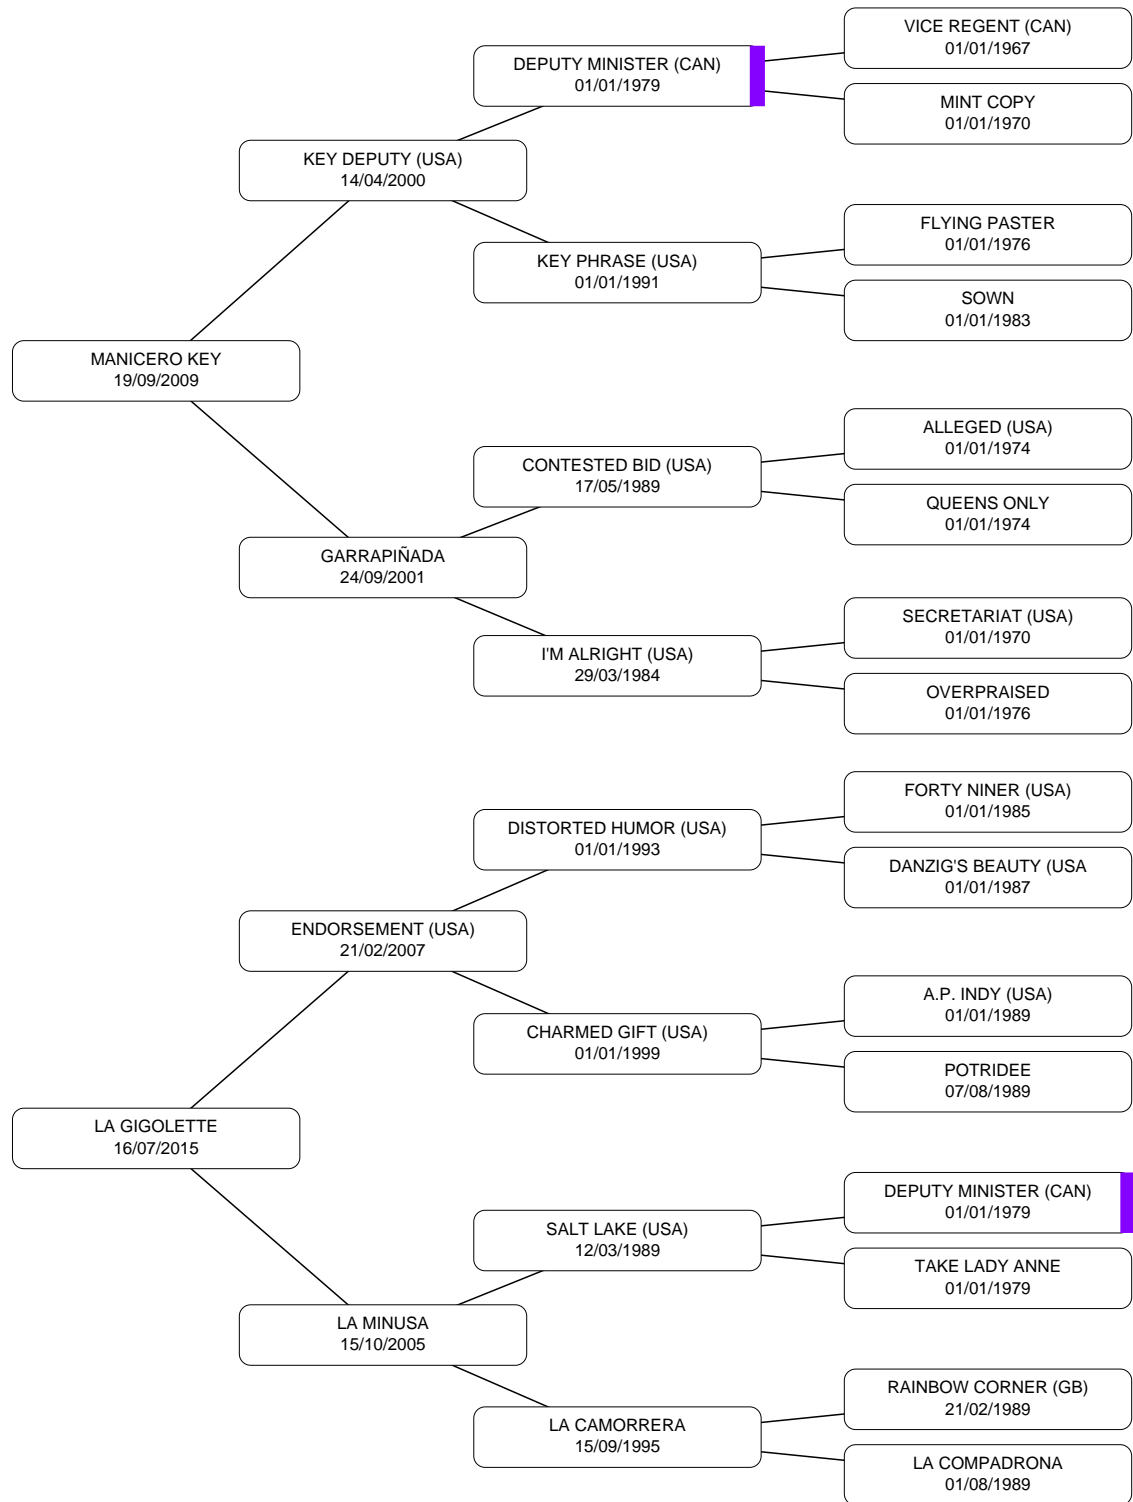 VICE REGENT (CAN)
01/01/1967
DEPUTY MINISTER (CAN)
01/01/1979
MINT COPY
01/01/1970
KEY DEPUTY (USA)
14/04/2000
FLYING PASTER
01/01/1976
KEY PHRASE (USA)
01/01/1991
SOWN
01/01/1983
MANICERO KEY
19/09/2009
ALLEGED (USA)
01/01/1974
CONTESTED BID (USA)
17/05/1989
QUEENS ONLY
01/01/1974
GARRAPIÑADA
24/09/2001
SECRETARIAT (USA)
01/01/1970
I'M ALRIGHT (USA)
29/03/1984
OVERPRAISED
01/01/1976
FORTY NINER (USA)
01/01/1985
DISTORTED HUMOR (USA)
01/01/1993
DANZIG'S BEAUTY (USA
01/01/1987
ENDORSEMENT (USA)
21/02/2007
A.P. INDY (USA)
01/01/1989
CHARMED GIFT (USA)
01/01/1999
POTRIDEE
07/08/1989
LA GIGOLETTE
16/07/2015
DEPUTY MINISTER (CAN)
01/01/1979
SALT LAKE (USA)
12/03/1989
TAKE LADY ANNE
01/01/1979
LA MINUSA
15/10/2005
RAINBOW CORNER (GB)
21/02/1989
LA CAMORRERA
15/09/1995
LA COMPADRONA
01/08/1989